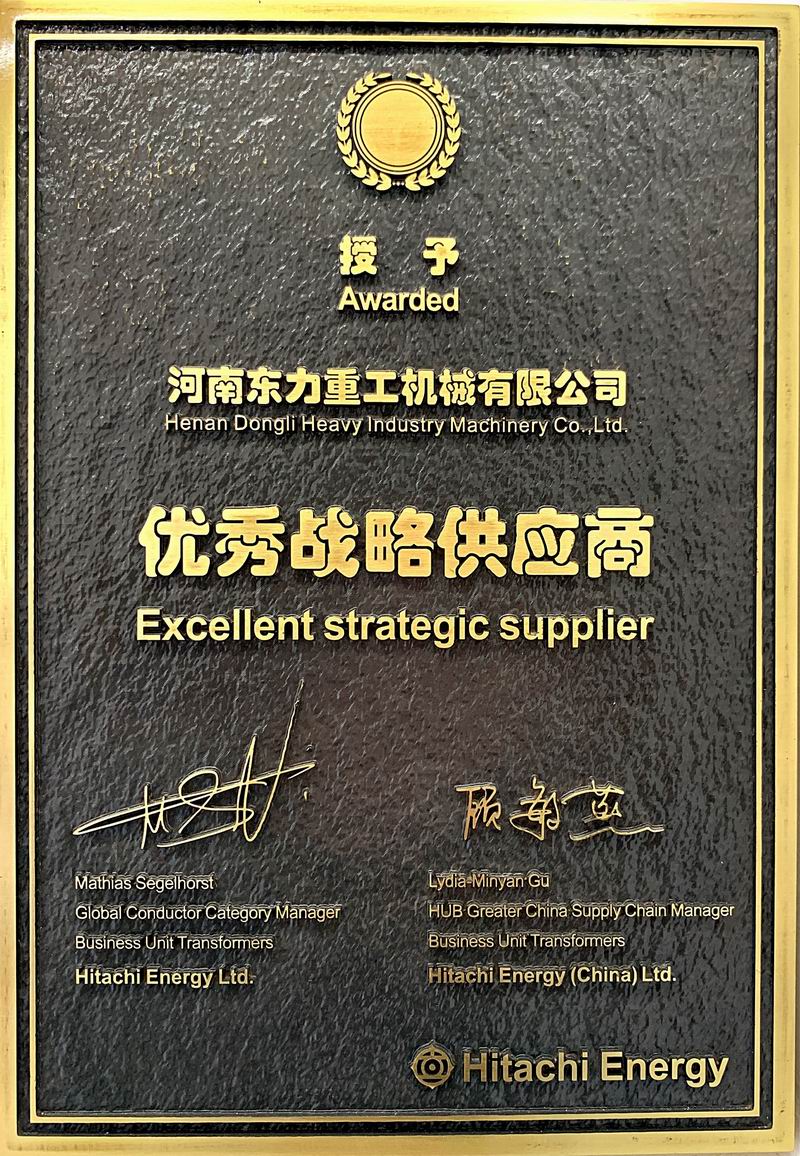 授 予
Awarded
河南东力重工机械有限公司
Henan Dongli Heavy Industry Machinery Co.,Ltd.
优秀战略供应商
Excellent strategic supplier
顾敏燕
Mathias Segelhorst
Global Conductor Category Manager
Business Unit Transformers
Hitachi Energy Ltd.
Lydia-Minyan Gu
HUB Greater China Supply Chain Manager
Business Unit Transformers
Hitachi Energy (China) Ltd.
Hitachi Energy